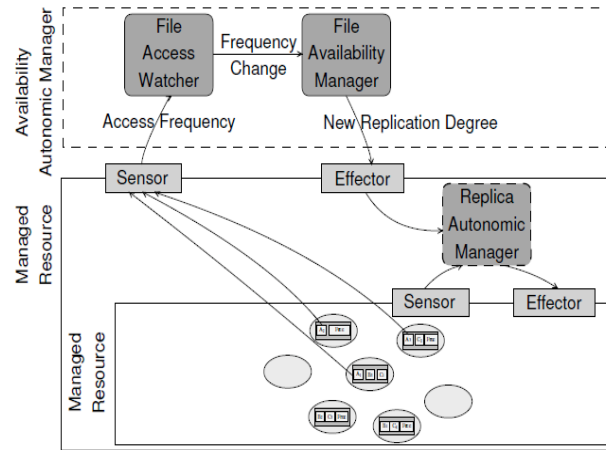 Availability
Autonomic Manager
File
Access
Watcher
Frequency
Change
File
Availability
Manager
Access Frequency
New Replication Degree
Sensor
Effector
Managed
Resource
Replica
Autonomic
Manager
Sensor
Effector
Managed
Resource